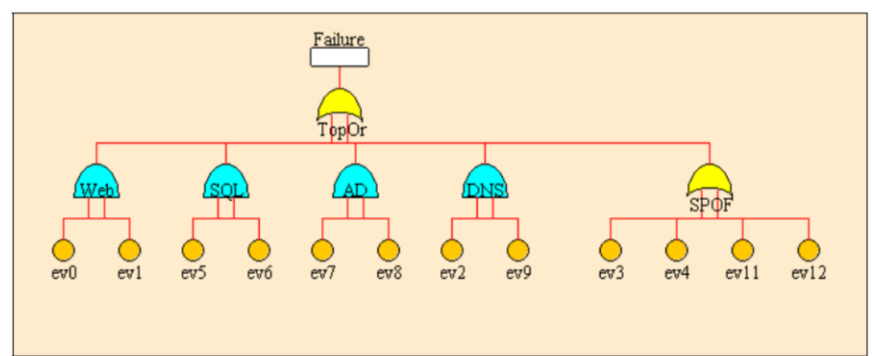 Failure
TopOr
Web SQL AD DNS SPOF
ev0 ev1 ev5 ev6 ev7 ev8 ev2 ev9 ev3 ev4 ev11 ev12